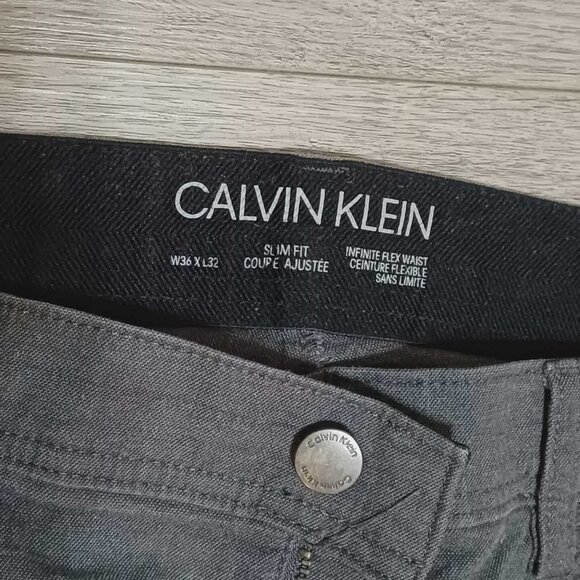 CALVIN KLEIN
W36 X L32
SLIM FIT
COUPE AJUSTÉE
INFINITE FLEX WAIST
CEINTURE FLEXIBLE
SANS LIMITE
Calvin Klein
Calvin Klein